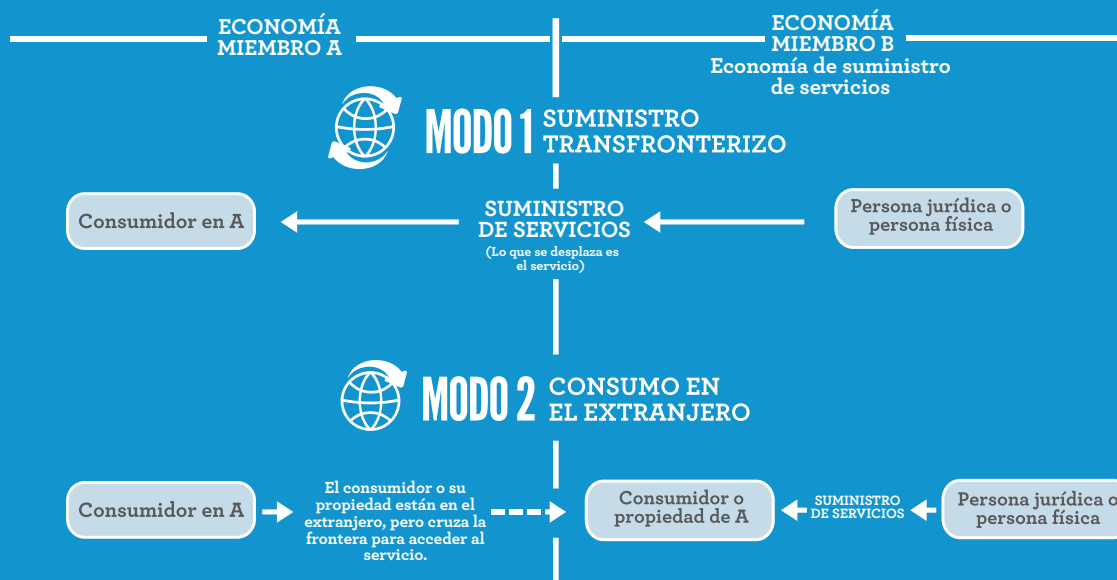 ECONOMÍA
MIEMBRO A
ECONOMÍA
MIEMBRO B
Economía de suministro
de servicios
MODO 1
SUMINISTRO
TRANSFRONTERIZO
Consumidor en A
SUMINISTRO
DE SERVICIOS
(Lo que se desplaza es
el servicio)
Persona jurídica o
persona física
MODO 2
CONSUMO EN
EL EXTRANJERO
Consumidor en A
El consumidor o su
propiedad están en el
extranjero, pero cruza la
frontera para acceder al
servicio.
Consumidor o
propiedad de A
SUMINISTRO
DE SERVICIOS
Persona jurídica o
persona física